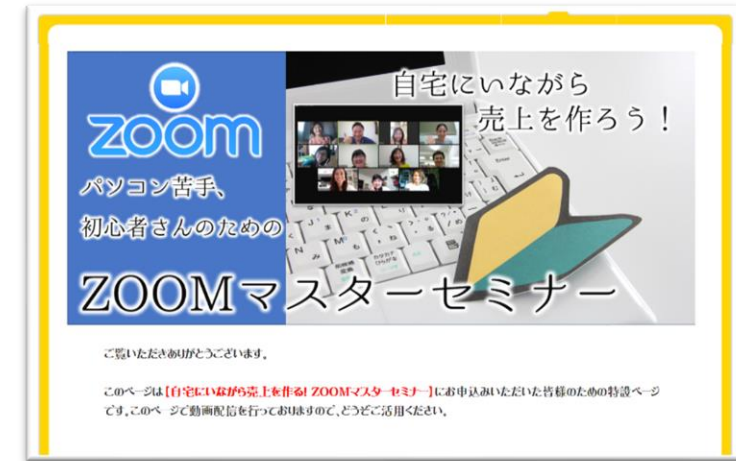 自宅にいながら
売上を作ろう！
zoom
パソコン苦手、
初心者さんのための
ZOOMマスターセミナー
ご覧いただきありがとうございます。
このページは【自宅にいながら売上を作る! ZOOMマスターセミナー】にお申込みいただいた皆様のための特設ページ
です。このページで動画配信を行っておりますので、どうぞご活用ください。